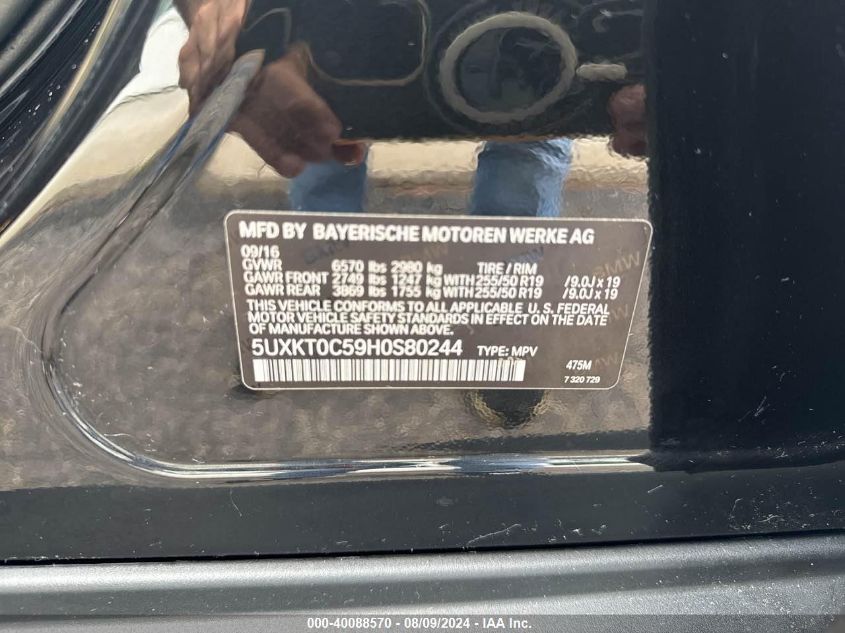 MFD BY BAYERISCHE MOTOREN WERKE AG
09/16
GVWR 6570 lbs 2980 kg TIRE / RIM
GAWR FRONT 2749 lbs 1247 kg WITH 255/50 R19 /9.0J x 19
GAWR REAR 3869 lbs 1755 kg WITH 255/50 R19 /9.0J x 19
THIS VEHICLE CONFORMS TO ALL APPLICABLE U.S. FEDERAL
MOTOR VEHICLE SAFETY STANDARDS IN EFFECT ON THE DATE
OF MANUFACTURE SHOWN ABOVE.
5UXKT0C59H0S80244 TYPE: MPV 475M
7 320 729
000-40088570 - 08/09/2024 - IAA Inc.